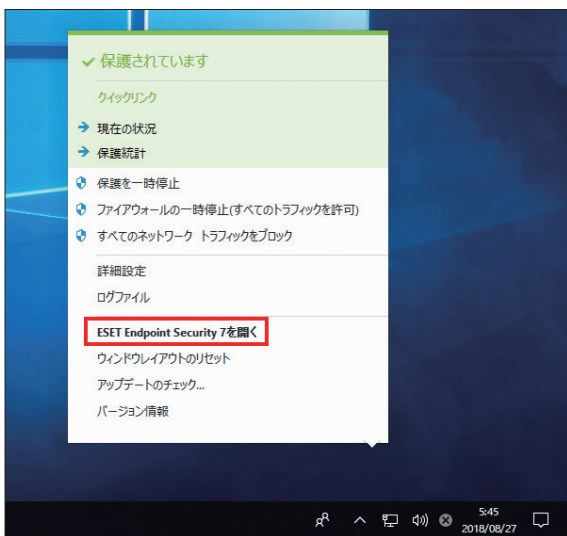 保護されています
クイックリンク
現在の状況
保護統計
保護を一時停止
ファイアウォールの一時停止(すべてのトラフィックを許可)
すべてのネットワーク トラフィックをブロック
詳細設定
ログファイル
ESET Endpoint Security 7を開く
ウィンドウレイアウトのリセット
アップデートのチェック...
バージョン情報
5:45
2018/08/27